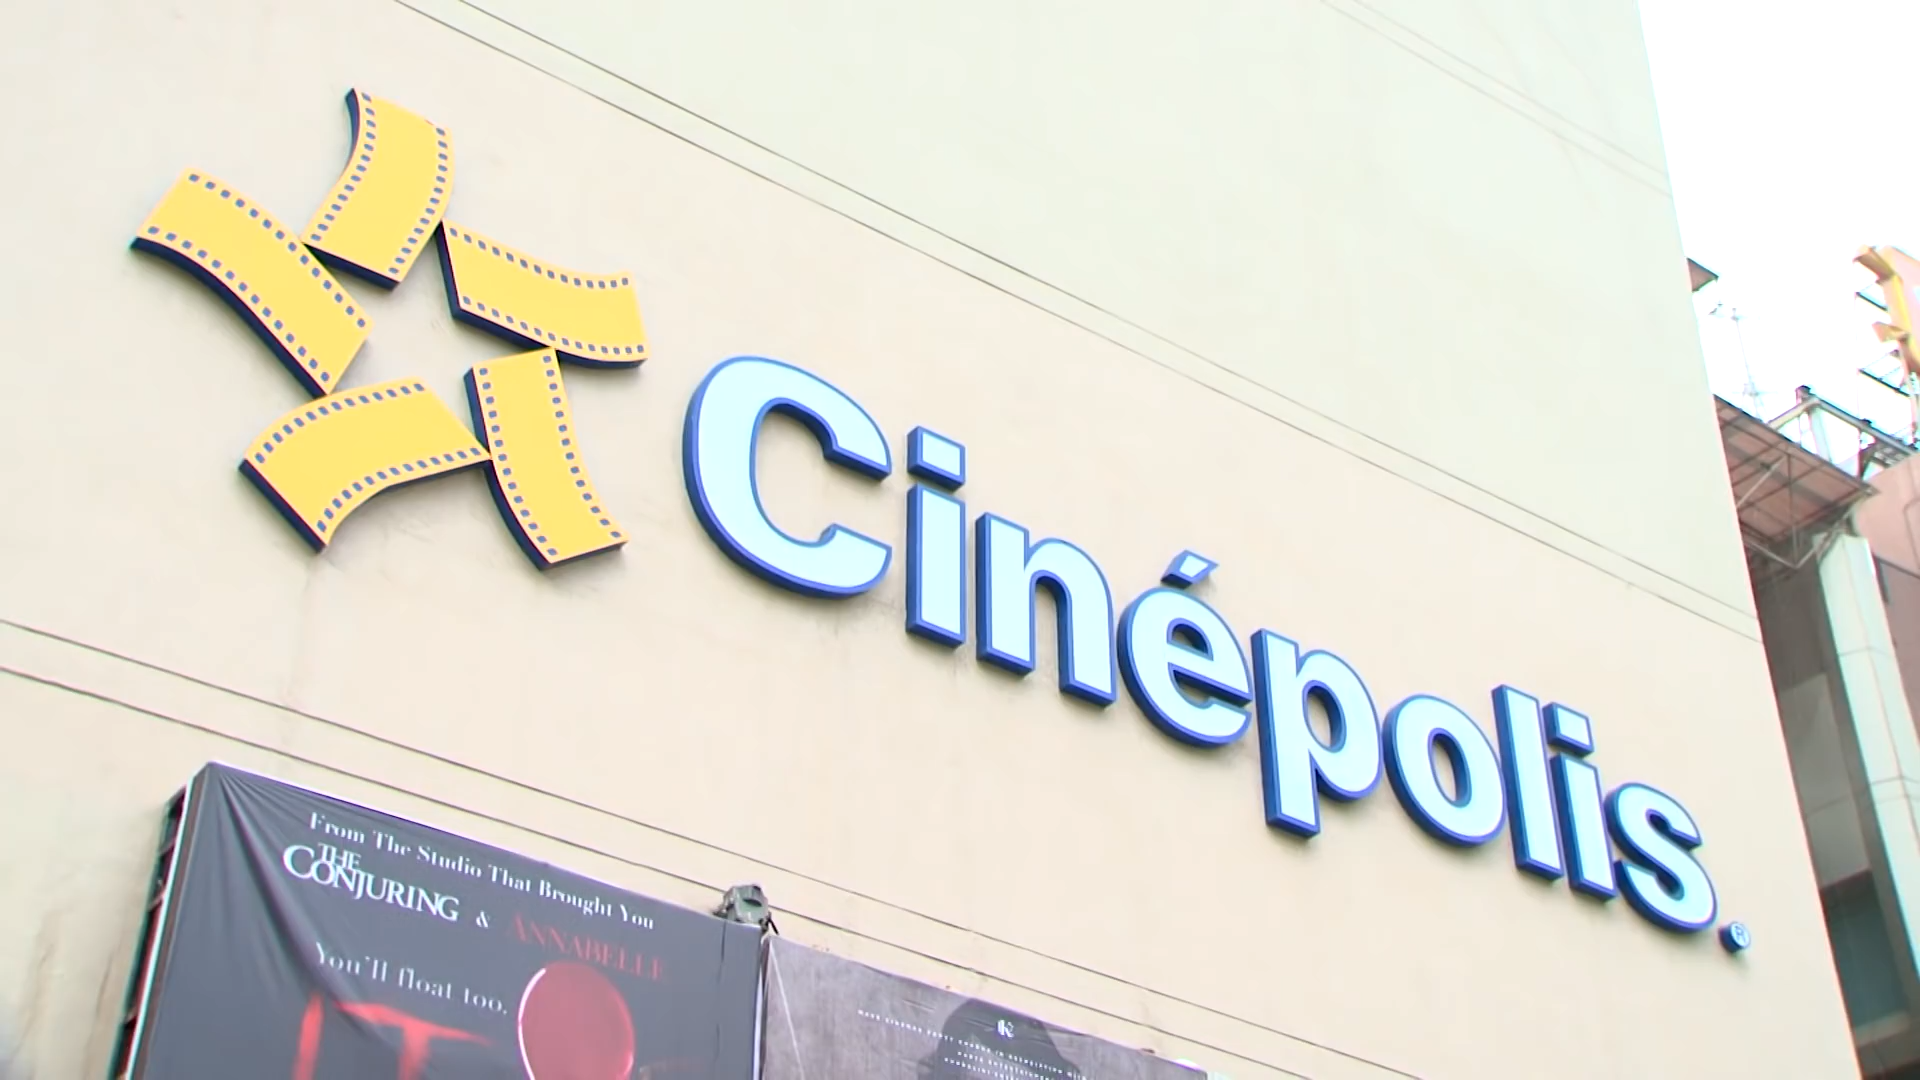 Cinépolis®
From The Studio That Brought You
THE CONJURING & ANNABELLE
You'll float too.
IT